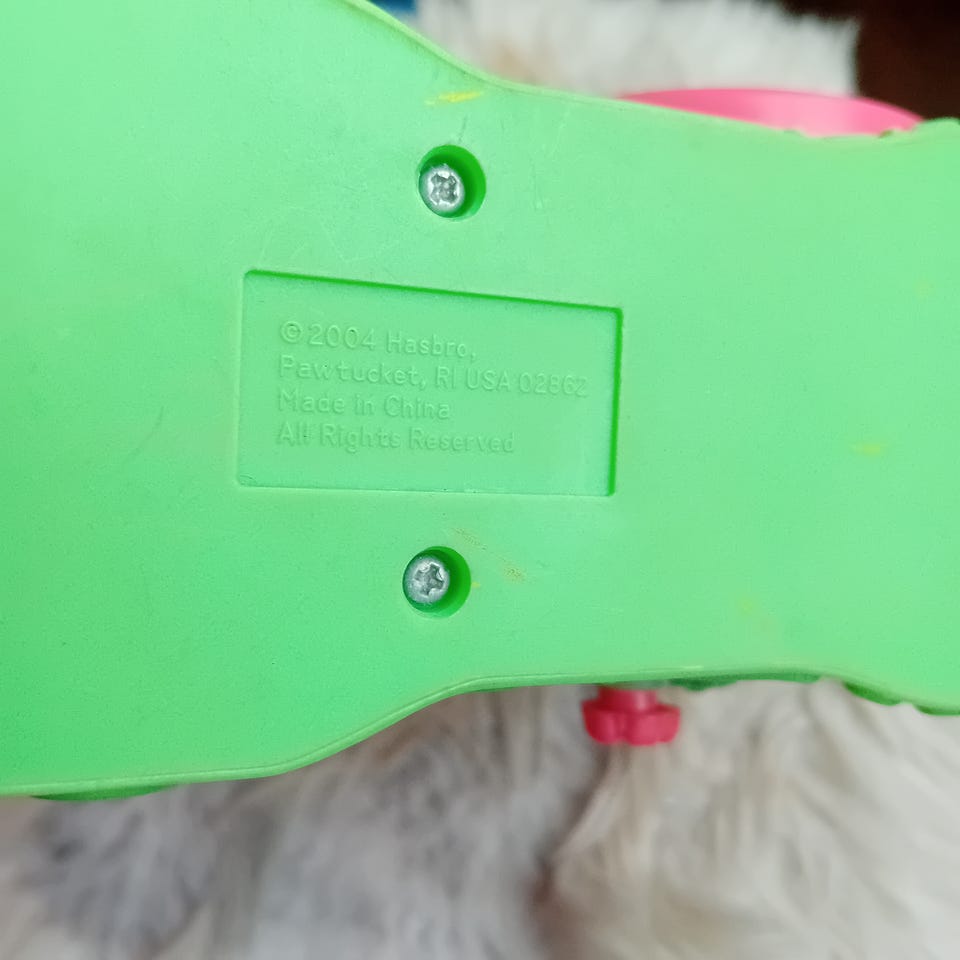 © 2004 Hasbro,
Pawtucket, RI USA 02862
Made in China
All Rights Reserved